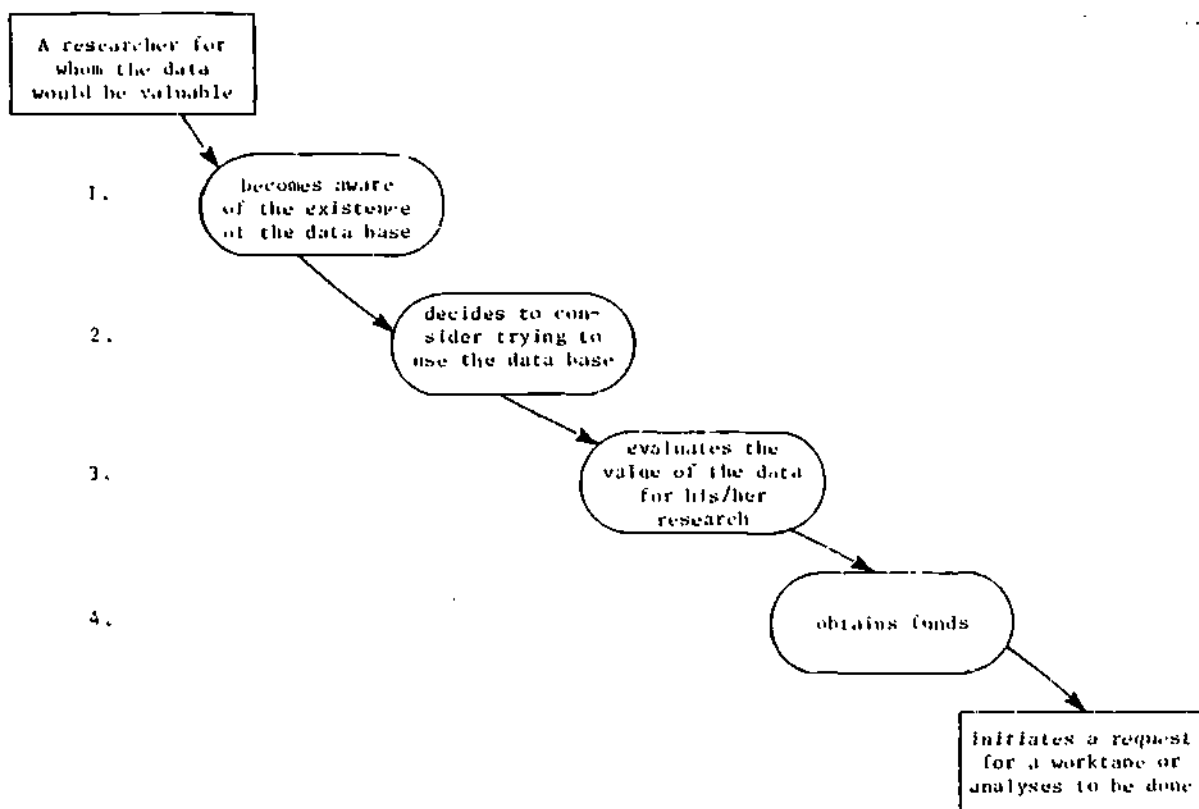 A researcher for
whom the data
would be valuable
1.
becomes aware
of the existence
of the data base
2.
decides to con-
sider trying to
use the data base
3.
evaluates the
value of the data
for his/her
research
4.
obtains funds
initiates a request
for a worktape or
analyses to be done